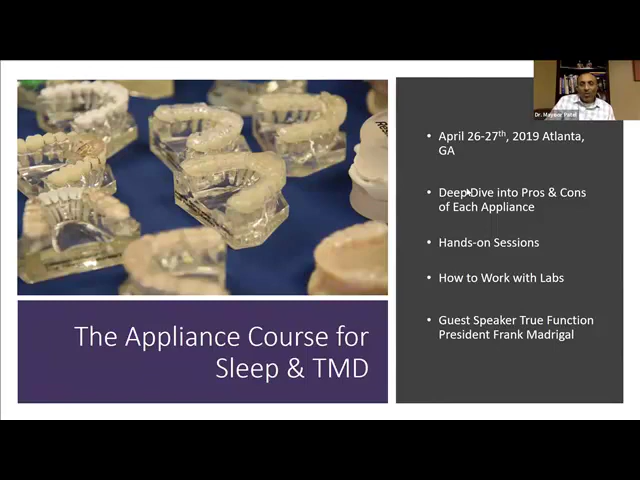 Dr. Mayoor Patel
• April 26-27th, 2019 Atlanta,
GA
• Deep Dive into Pros & Cons
of Each Appliance
• Hands-on Sessions
• How to Work with Labs
• Guest Speaker True Function
President Frank Madrigal
The Appliance Course for
Sleep & TMD